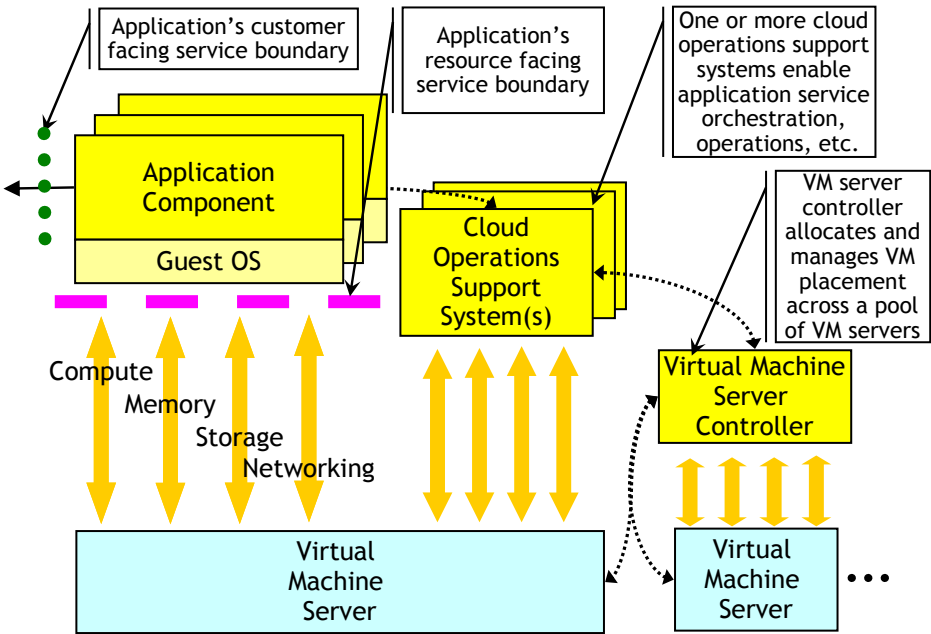 Application’s customer
facing service boundary
Application’s
resource facing
service boundary
One or more cloud
operations support
systems enable
application service
orchestration,
operations, etc.
VM server
controller
allocates and
manages VM
placement
across a pool
of VM servers
Application
Component
Guest OS
Cloud
Operations
Support
System(s)
Virtual Machine
Server
Controller
Compute
Memory
Storage
Networking
Virtual
Machine
Server
Virtual
Machine
Server
•••